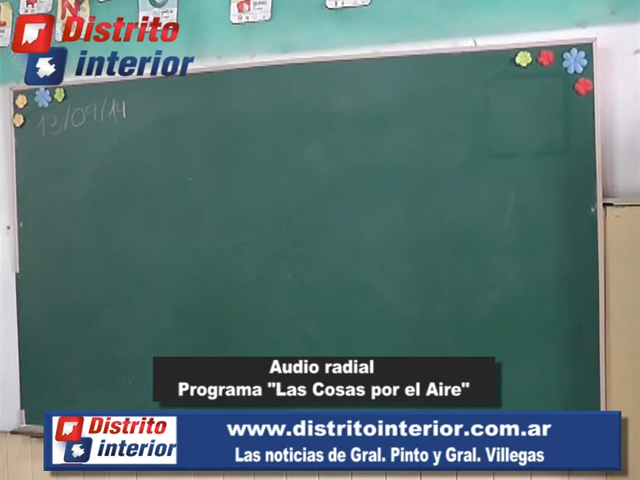 Distrito
interior
13/07/14
Audio radial
Programa "Las Cosas por el Aire"
Distrito
interior
www.distritointerior.com.ar
Las noticias de Gral. Pinto y Gral. Villegas